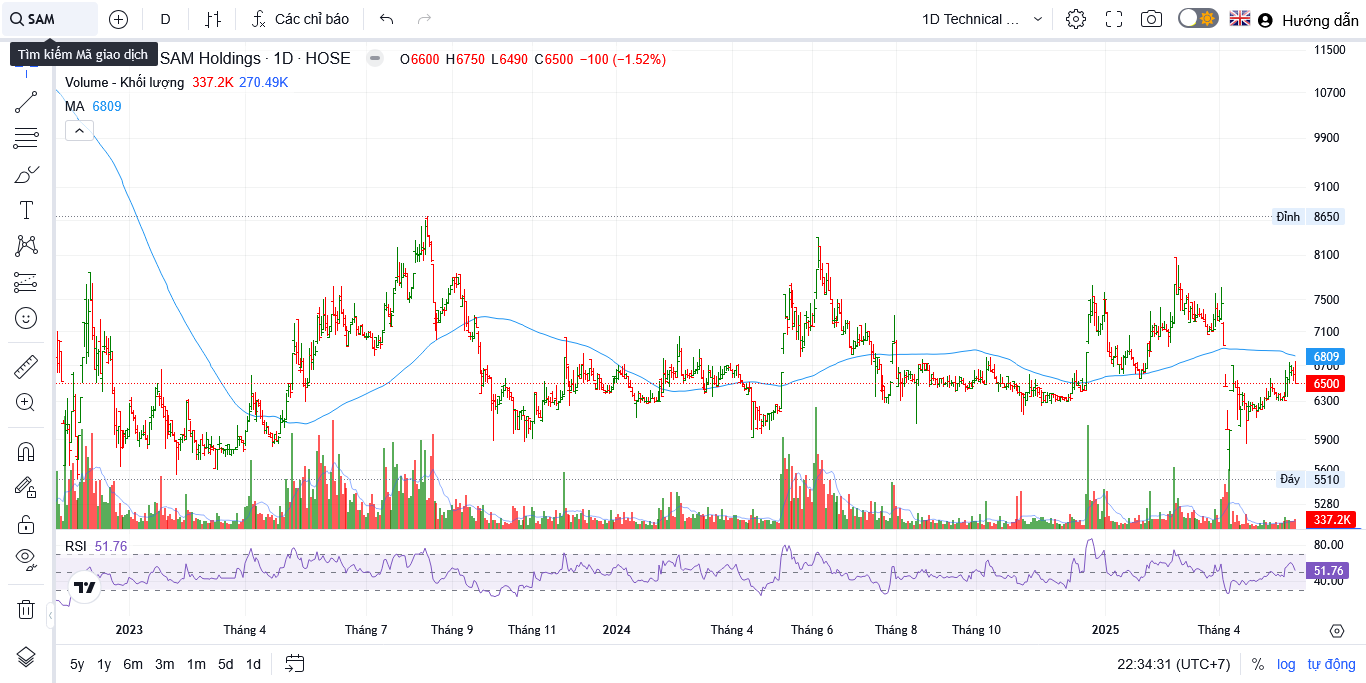 SAM
D
Các chỉ báo
1D Technical ...
Hướng dẫn
Tìm kiếm Mã giao dịch
SAM Holdings · 1D · HOSE
O6600 H6750 L6490 C6500 −100 (−1.52%)
Volume - Khối lượng 337.2K 270.49K
MA 6809
11500
10700
9900
9100
Đỉnh 8650
8100
7500
7100
6809
6700
6500
6300
5900
5600
Đáy 5510
5280
337.2K
RSI 51.76
80.00
51.76
40.00
2023 Tháng 4 Tháng 7 Tháng 9 Tháng 11 2024 Tháng 4 Tháng 6 Tháng 8 Tháng 10 2025 Tháng 4
5y 1y 6m 3m 1m 5d 1d
22:34:31 (UTC+7) % log tự động